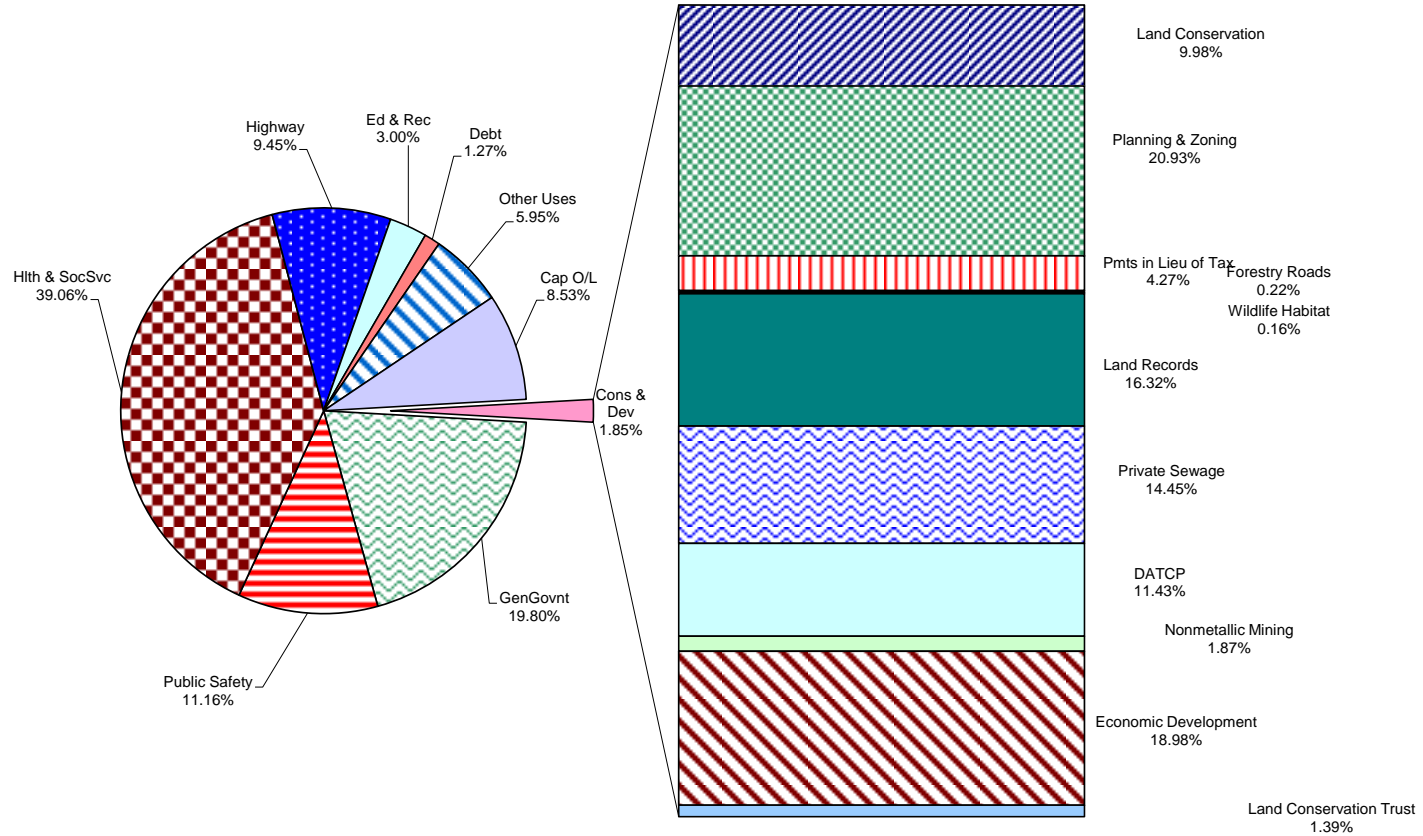 Highway
9.45%
Ed & Rec
3.00%
Debt
1.27%
Other Uses
5.95%
Cap O/L
8.53%
Cons &
Dev
1.85%
GenGovnt
19.80%
Public Safety
11.16%
Hlth & SocSvc
39.06%
Land Conservation
9.98%
Planning & Zoning
20.93%
Pmts in Lieu of Tax
4.27%
Forestry Roads
0.22%
Wildlife Habitat
0.16%
Land Records
16.32%
Private Sewage
14.45%
DATCP
11.43%
Nonmetallic Mining
1.87%
Economic Development
18.98%
Land Conservation Trust
1.39%